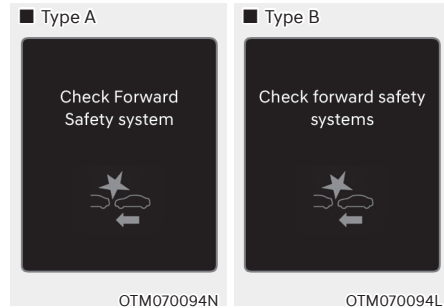 ■ Type A
Check Forward
Safety system
OTM070094N
■ Type B
Check forward safety
systems
OTM070094L